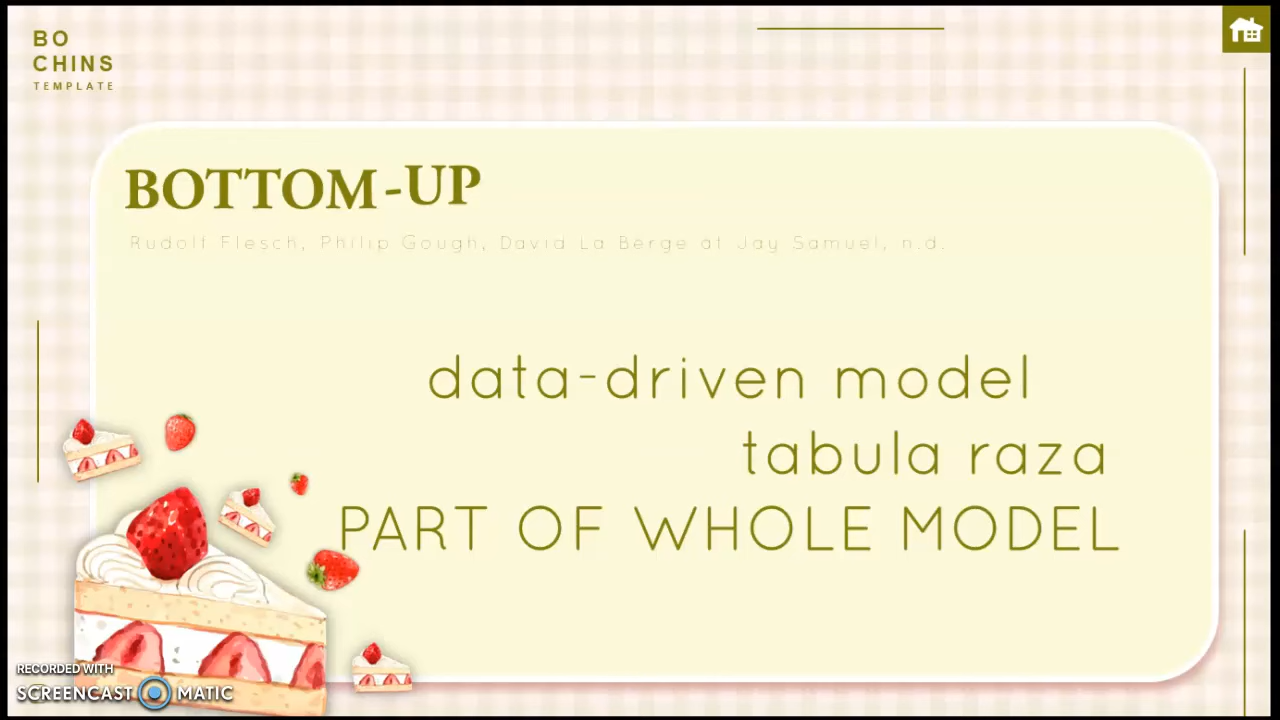 BO
CHINS
TEMPLATE
BOTTOM-UP
Rudolf Flesch, Philip Gough, David La Berge at Jay Samuel, n.d.
data-driven model
tabula raza
PART OF WHOLE MODEL
RECORDED WITH
SCREENCAST MATIC